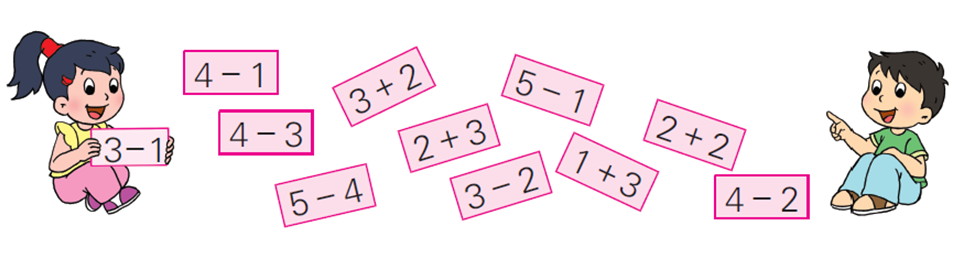 4 – 1
3 + 2
5 – 1
4 – 3
2 + 3
2 + 2
3–1
5 – 4
3 – 2
1 + 3
4 – 2